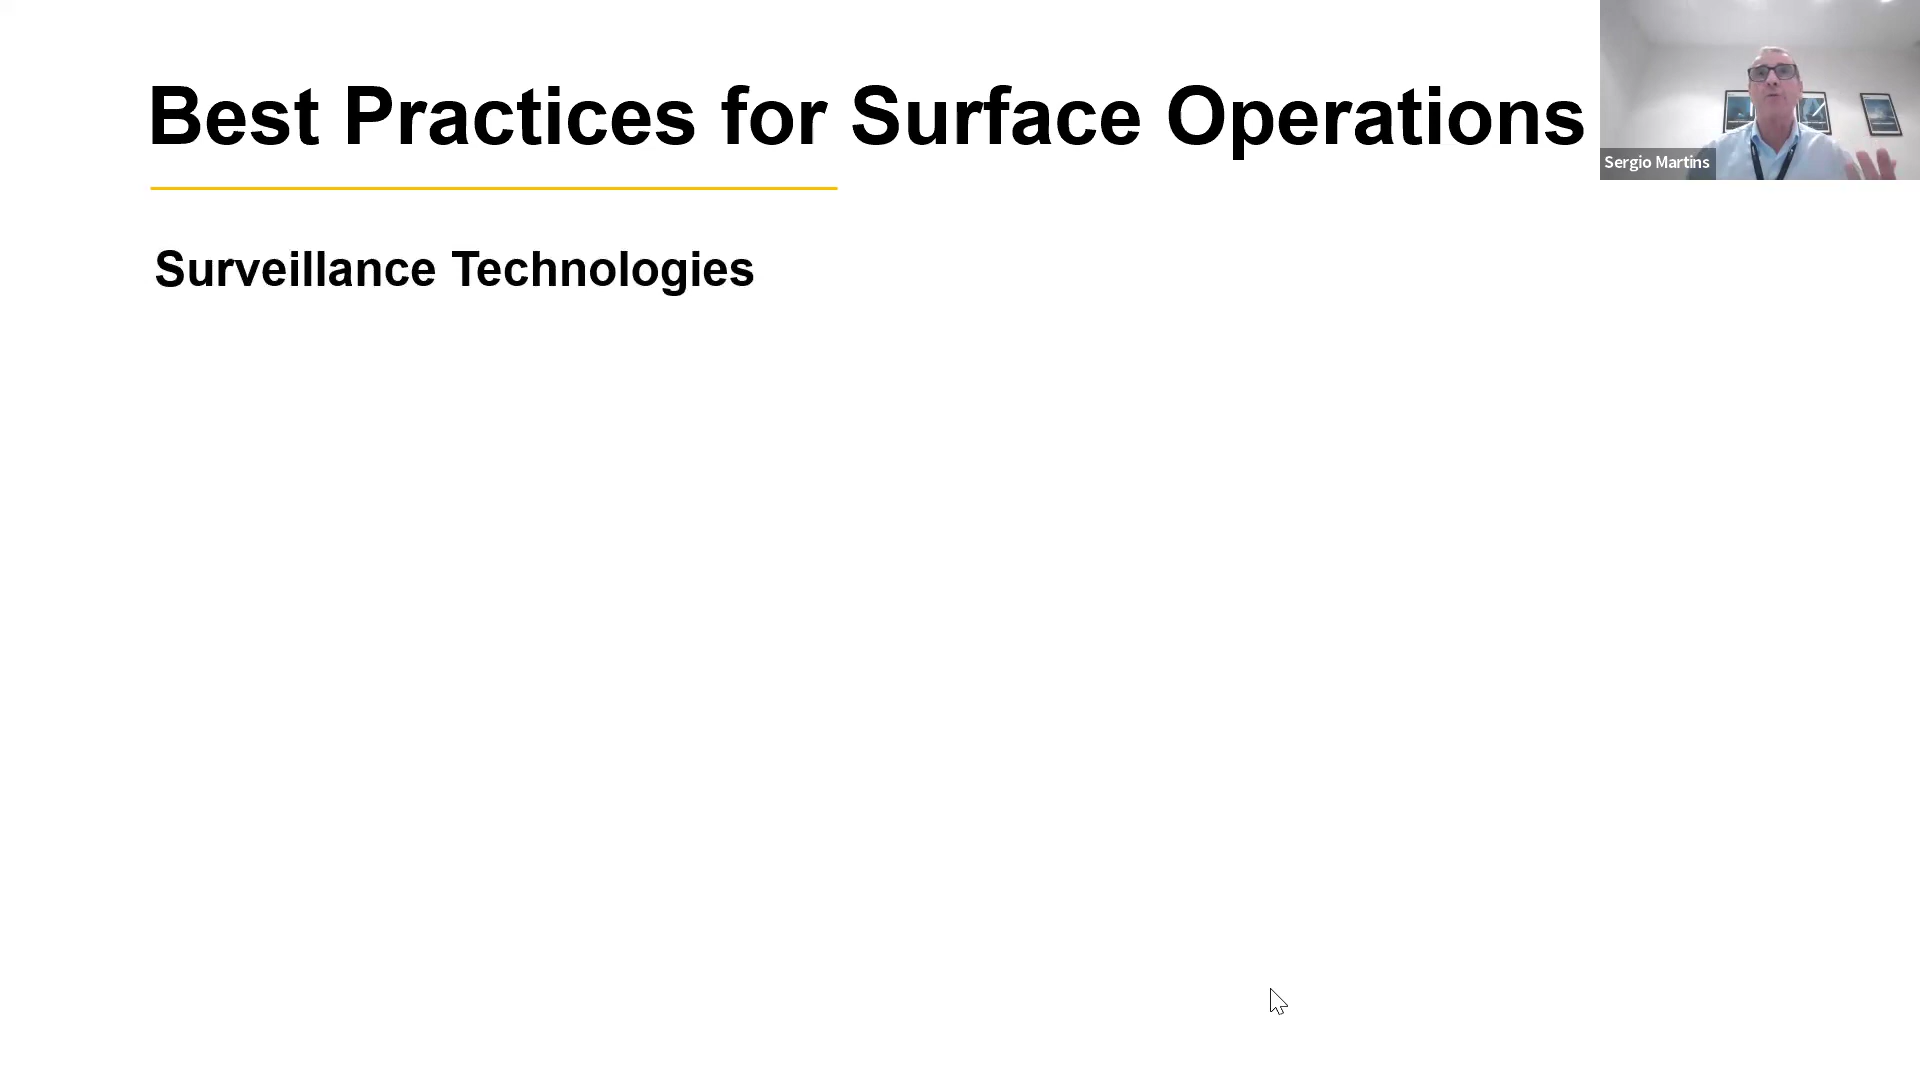 Best Practices for Surface Operations
Sergio Martins
Surveillance Technologies